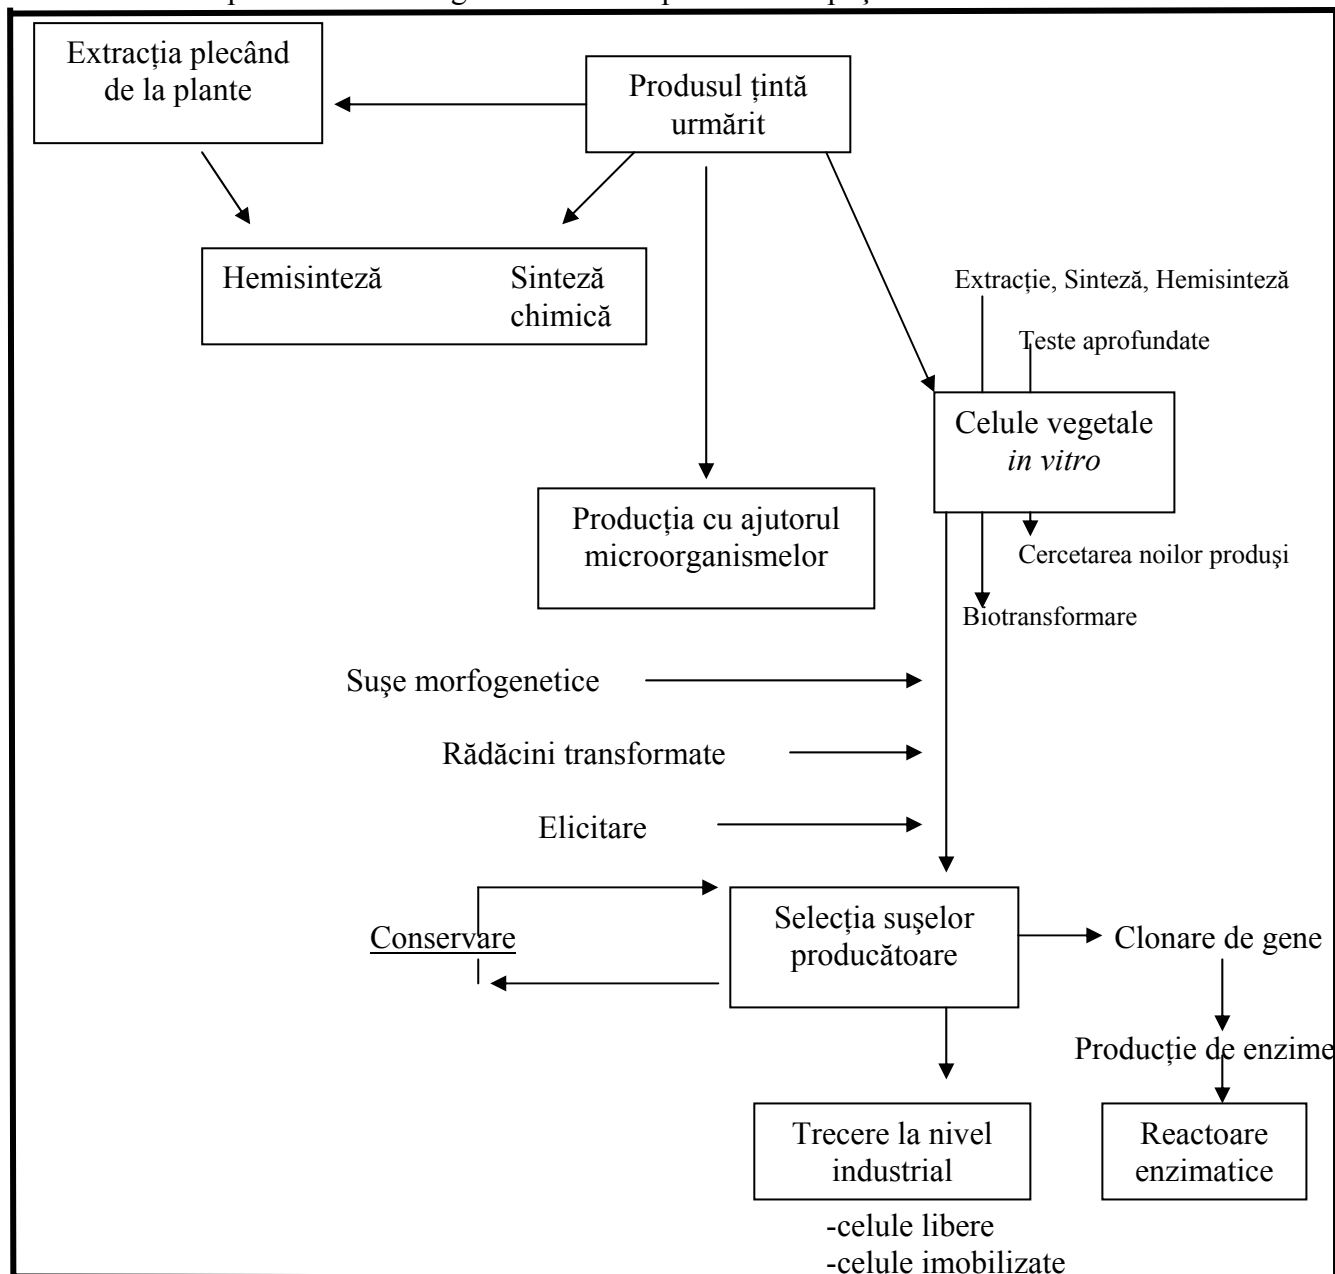 Extracția plecând
de la plante
Produsul țintă
urmărit
Hemisinteză Sinteză
chimică
Extracție, Sinteză, Hemisinteză
Teste aprofundate
Celule vegetale
in vitro
Producția cu ajutorul
microorganismelor
Cercetarea noilor produşi
Biotransformare
Suşe morfogenetice
Rădăcini transformate
Elicitare
Conservare
Selecția suşelor
producătoare
Clonare de gene
Producție de enzime
Trecere la nivel
industrial
Reactoare
enzimatice
-celule libere
-celule imobilizate